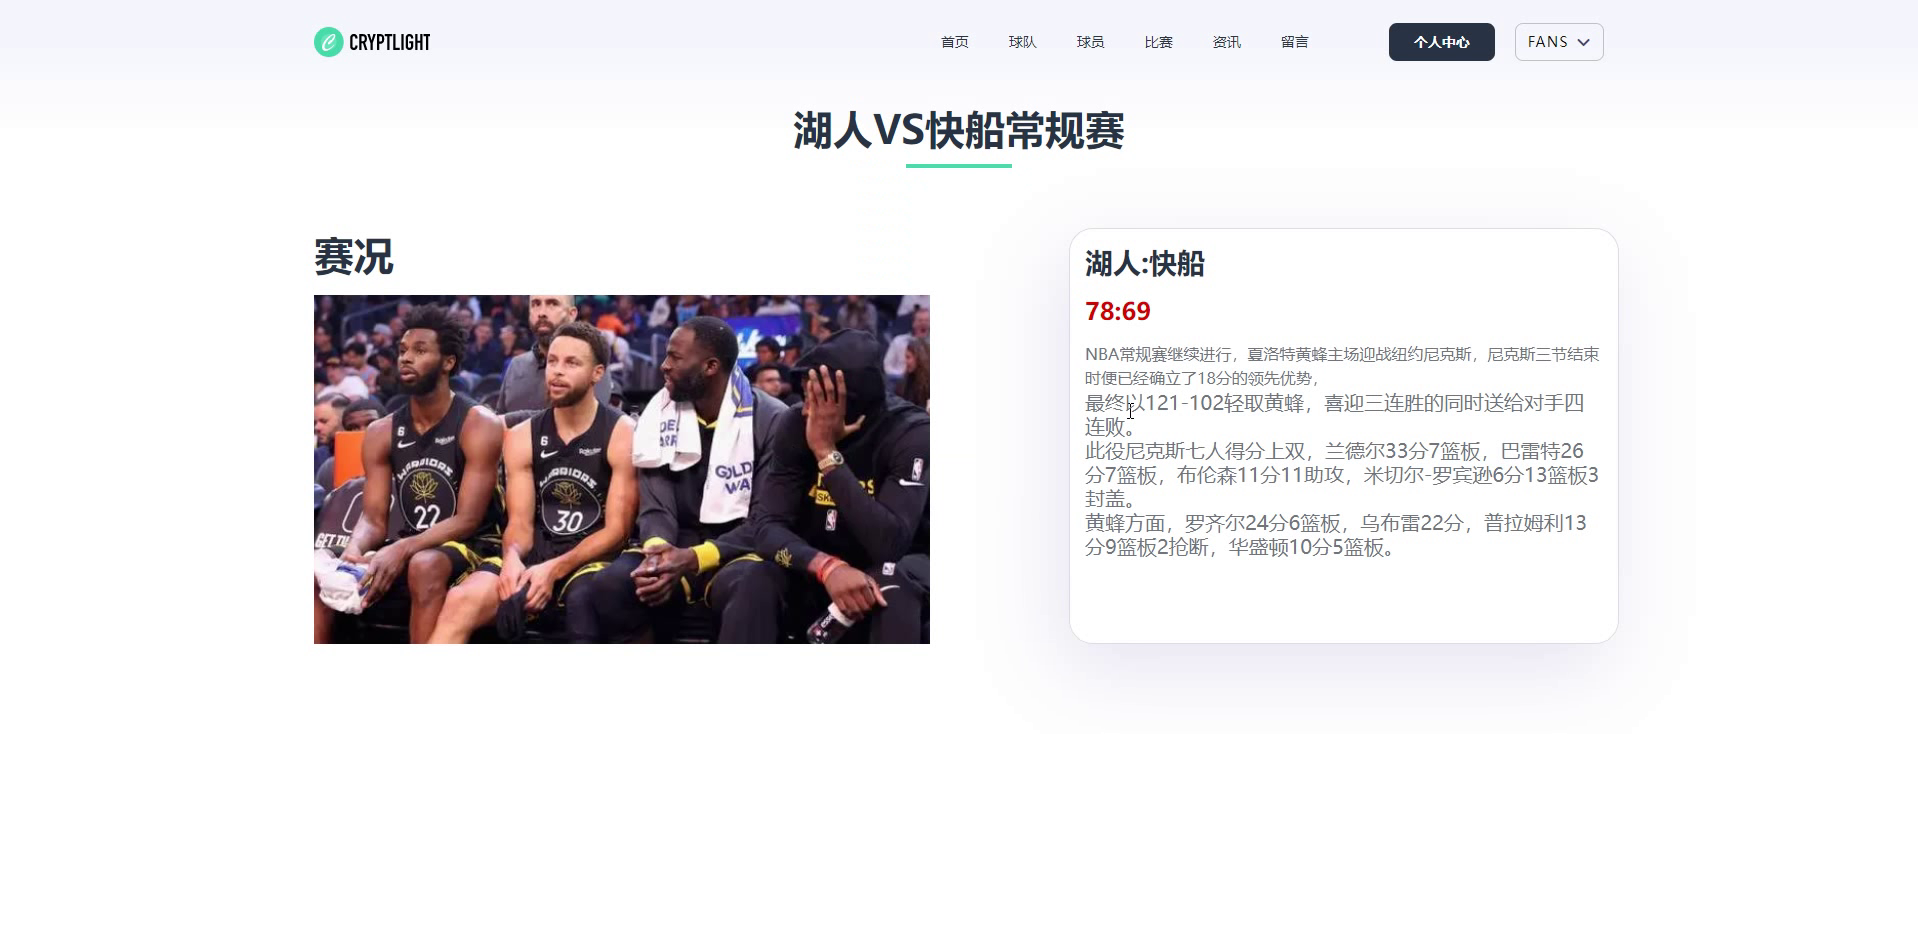 CRYPTLIGHT
首页 球队 球员 比赛 资讯 留言 个人中心 FANS
湖人VS快船常规赛
赛况
湖人:快船
78:69
NBA常规赛继续进行，夏洛特黄蜂主场迎战纽约尼克斯，尼克斯三节结束
时便已经确立了18分的领先优势，
最终以121-102轻取黄蜂，喜迎三连胜的同时送给对手四
连败。
此役尼克斯七人得分上双，兰德尔33分7篮板，巴雷特26
分7篮板，布伦森11分11助攻，米切尔-罗宾逊6分13篮板3
封盖。
黄蜂方面，罗齐尔24分6篮板，乌布雷22分，普拉姆利13
分9篮板2抢断，华盛顿10分5篮板。
6
WARRIORS
22
6
Rakuten
WARRIORS
30
GOLD
WA